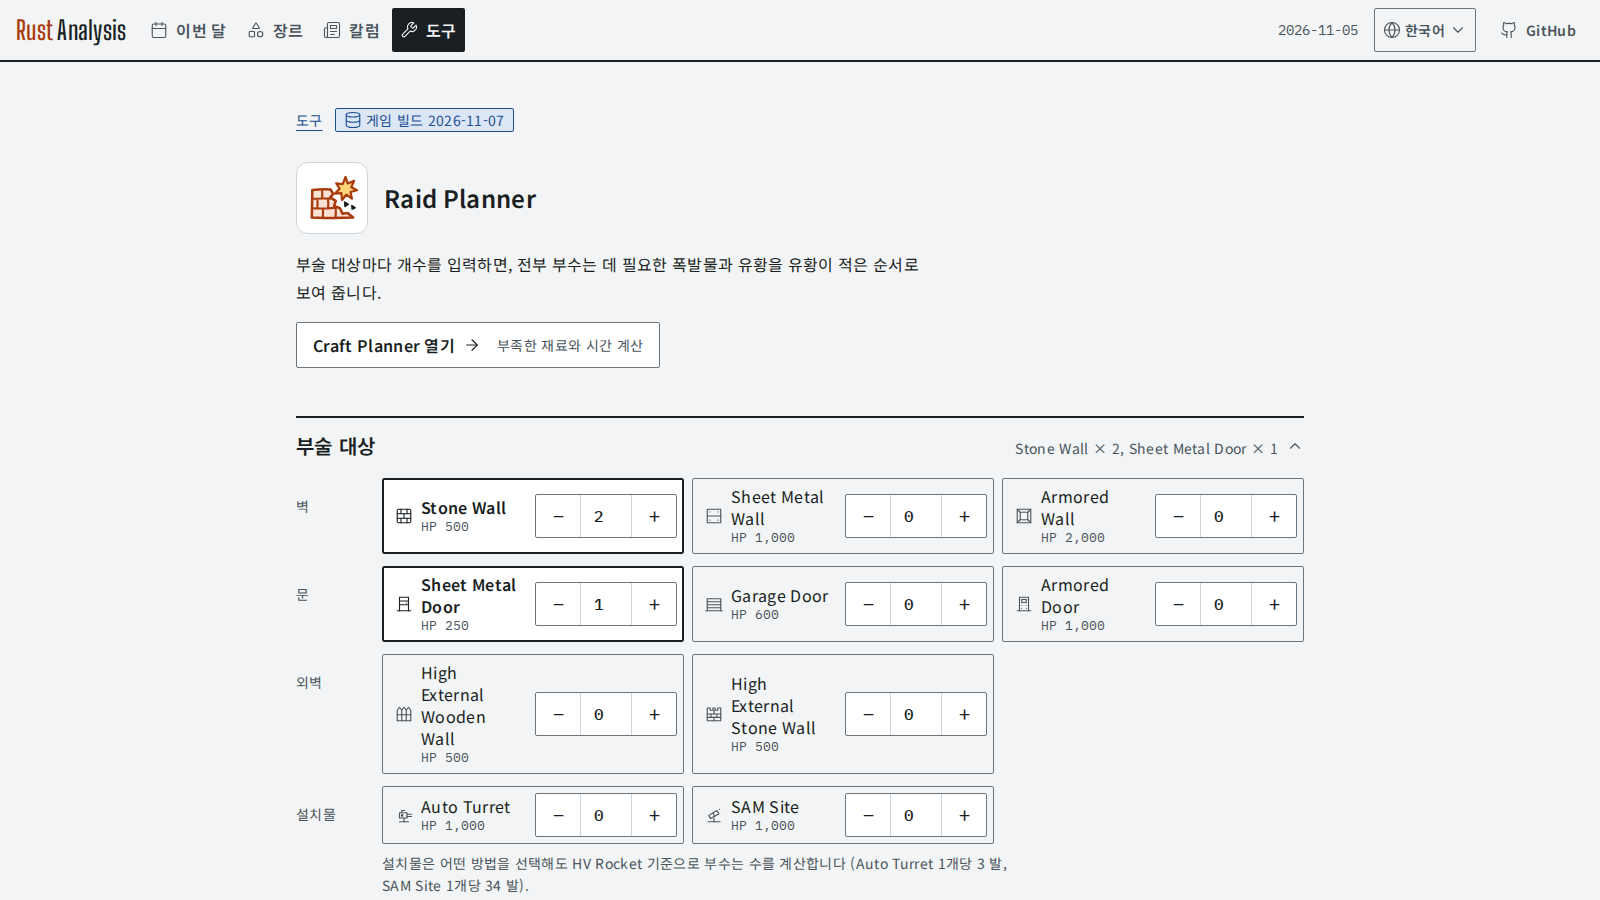 Rust Analysis 이번 달 장르 칼럼 도구 2026-11-05 한국어 GitHub
도구 게임 빌드 2026-11-07
Raid Planner
부술 대상마다 개수를 입력하면, 전부 부수는 데 필요한 폭발물과 유황을 유황이 적은 순서로
보여 줍니다.
Craft Planner 열기 → 부족한 재료와 시간 계산
부술 대상 Stone Wall × 2, Sheet Metal Door × 1
벽
Stone Wall
HP 500
− 2 +
Sheet Metal
Wall
HP 1,000
− 0 +
Armored
Wall
HP 2,000
− 0 +
문
Sheet Metal
Door
HP 250
− 1 +
Garage Door
HP 600
− 0 +
Armored
Door
HP 1,000
− 0 +
외벽
High
External
Wooden
Wall
HP 500
− 0 +
High
External
Stone Wall
HP 500
− 0 +
설치물
Auto Turret
HP 1,000
− 0 +
SAM Site
HP 1,000
− 0 +
설치물은 어떤 방법을 선택해도 HV Rocket 기준으로 부수는 수를 계산합니다 (Auto Turret 1개당 3 발,
SAM Site 1개당 34 발).